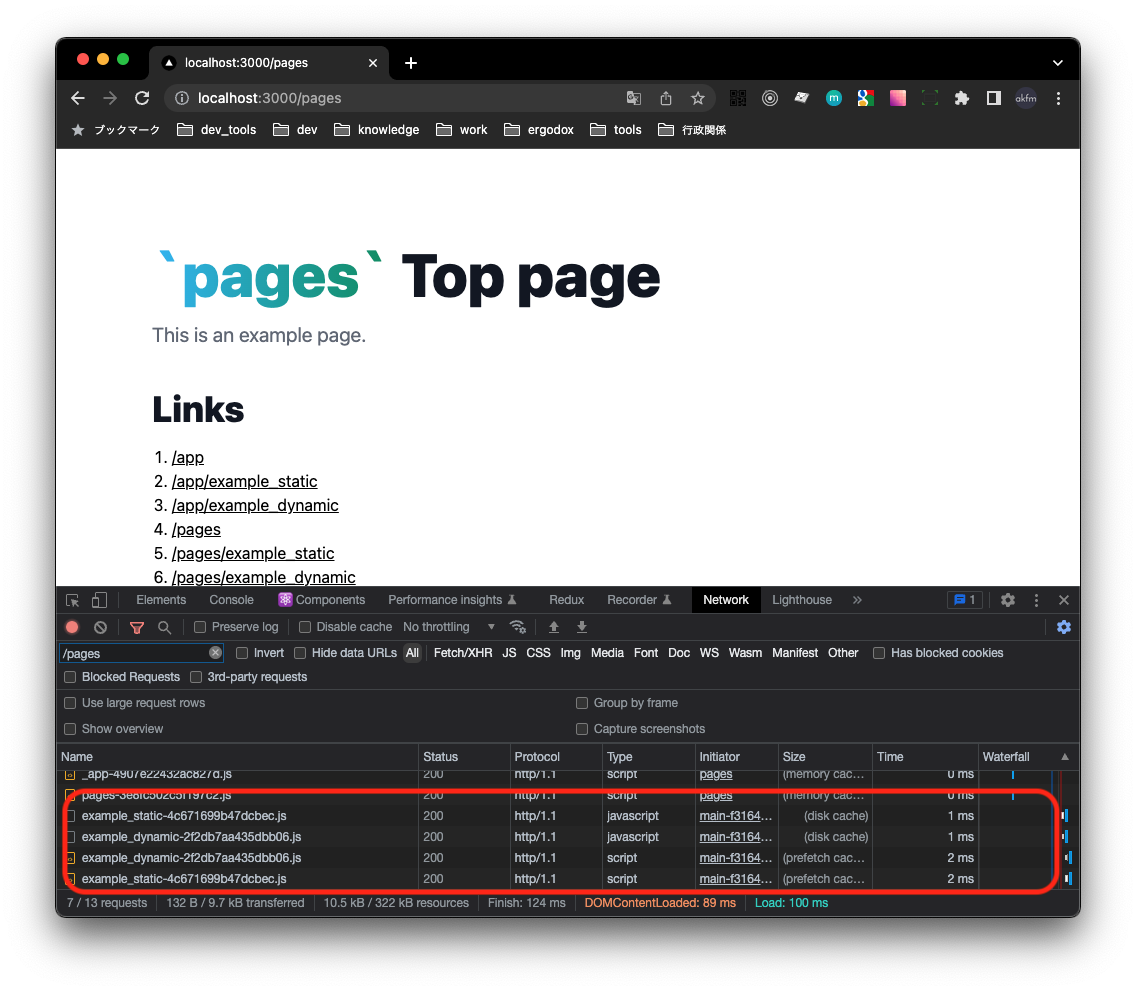 localhost:3000/pages
localhost:3000/pages
m
akfm
ブックマーク dev_tools dev knowledge work ergodox tools 行政関係
`pages` Top page
This is an example page.
Links
1. /app
2. /app/example_static
3. /app/example_dynamic
4. /pages
5. /pages/example_static
6. /pages/example_dynamic
Elements Console Components Performance insights Redux Recorder Network Lighthouse » 1
Preserve log Disable cache No throttling
/pages Invert Hide data URLs All Fetch/XHR JS CSS Img Media Font Doc WS Wasm Manifest Other Has blocked cookies
Blocked Requests 3rd-party requests
Use large request rows Group by frame
Show overview Capture screenshots
Name Status Protocol Type Initiator Size Time Waterfall
_app-4907e22432ac827d.js 200 http/1.1 script pages (memory cac... 0 ms
pages-3e8fc502c5f197c2.js 200 http/1.1 script pages (memory cac... 0 ms
example_static-4c671699b47dcbec.js 200 http/1.1 javascript main-f3164... (disk cache) 1 ms
example_dynamic-2f2db7aa435dbb06.js 200 http/1.1 javascript main-f3164... (disk cache) 1 ms
example_dynamic-2f2db7aa435dbb06.js 200 http/1.1 script main-f3164... (prefetch cac... 2 ms
example_static-4c671699b47dcbec.js 200 http/1.1 script main-f3164... (prefetch cac... 2 ms
7 / 13 requests 132 B / 9.7 kB transferred 10.5 kB / 322 kB resources Finish: 124 ms DOMContentLoaded: 89 ms Load: 100 ms